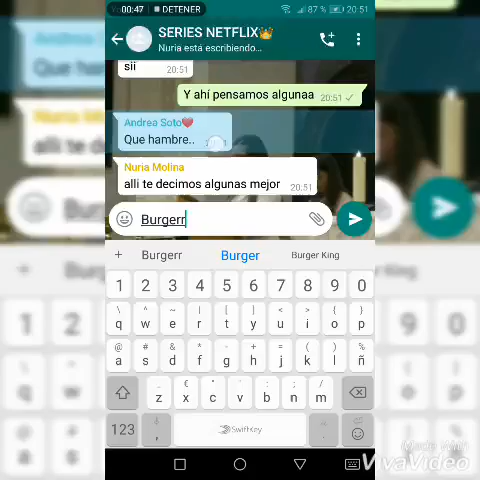 00:47 DETENER 87 % 20:51
SERIES NETFLIX
Nuria está escribiendo...
sii
20:51
Y ahí pensamos algunaa 20:51
Andrea Soto
Que hambre..
Nuria Molina
alli te decimos algunas mejor 20:51
Burgerr
+ Burgerr Burger Burger King
1 2 3 4 5 6 7 8 9 0
q w e r t y u i o p
a s d f g h j k l ñ
z x c v b n m
123 , SwiftKey .
Made With
VivaVideo